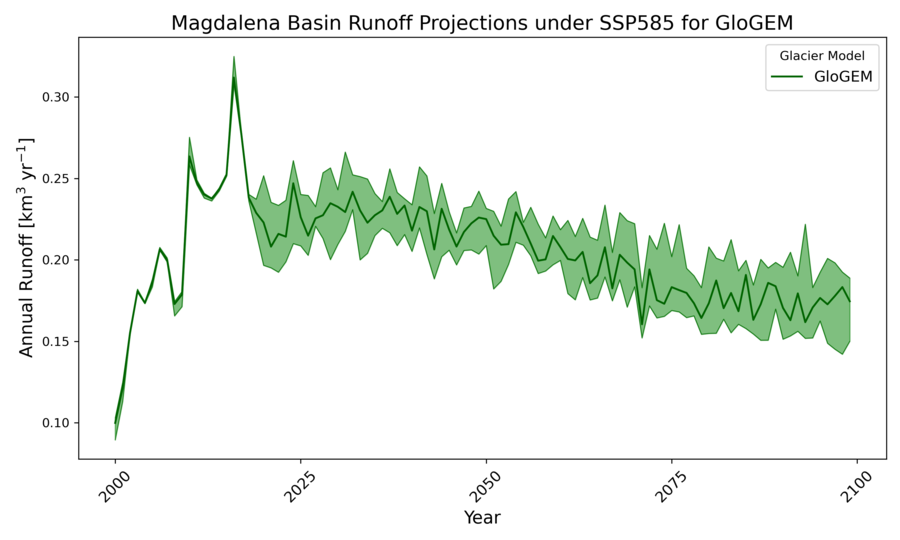 Magdalena Basin Runoff Projections under SSP585 for GloGEM
Glacier Model
GloGEM
Annual Runoff [km³ yr⁻¹]
0.30
0.25
0.20
0.15
0.10
2000
2025
2050
2075
2100
Year